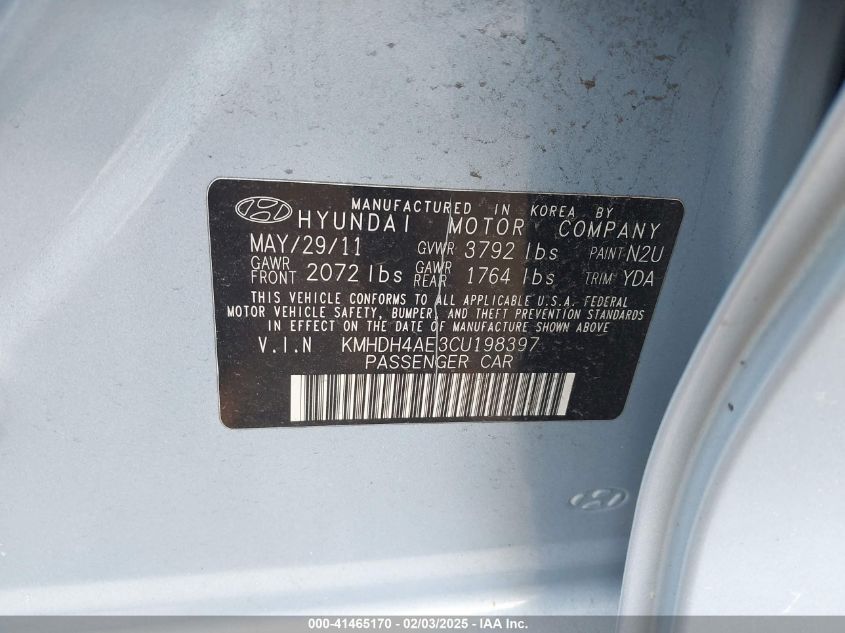 MANUFACTURED IN KOREA BY
HYUNDAI MOTOR COMPANY
MAY/29/11 GVWR 3792 lbs PAINT N2U
GAWR FRONT 2072 lbs GAWR REAR 1764 lbs TRIM YDA
THIS VEHICLE CONFORMS TO ALL APPLICABLE U.S.A. FEDERAL
MOTOR VEHICLE SAFETY, BUMPER, AND THEFT PREVENTION STANDARDS
IN EFFECT ON THE DATE OF MANUFACTURE SHOWN ABOVE
V.I.N KMHDH4AE3CU198397
PASSENGER CAR
000-41465170 - 02/03/2025 - IAA Inc.